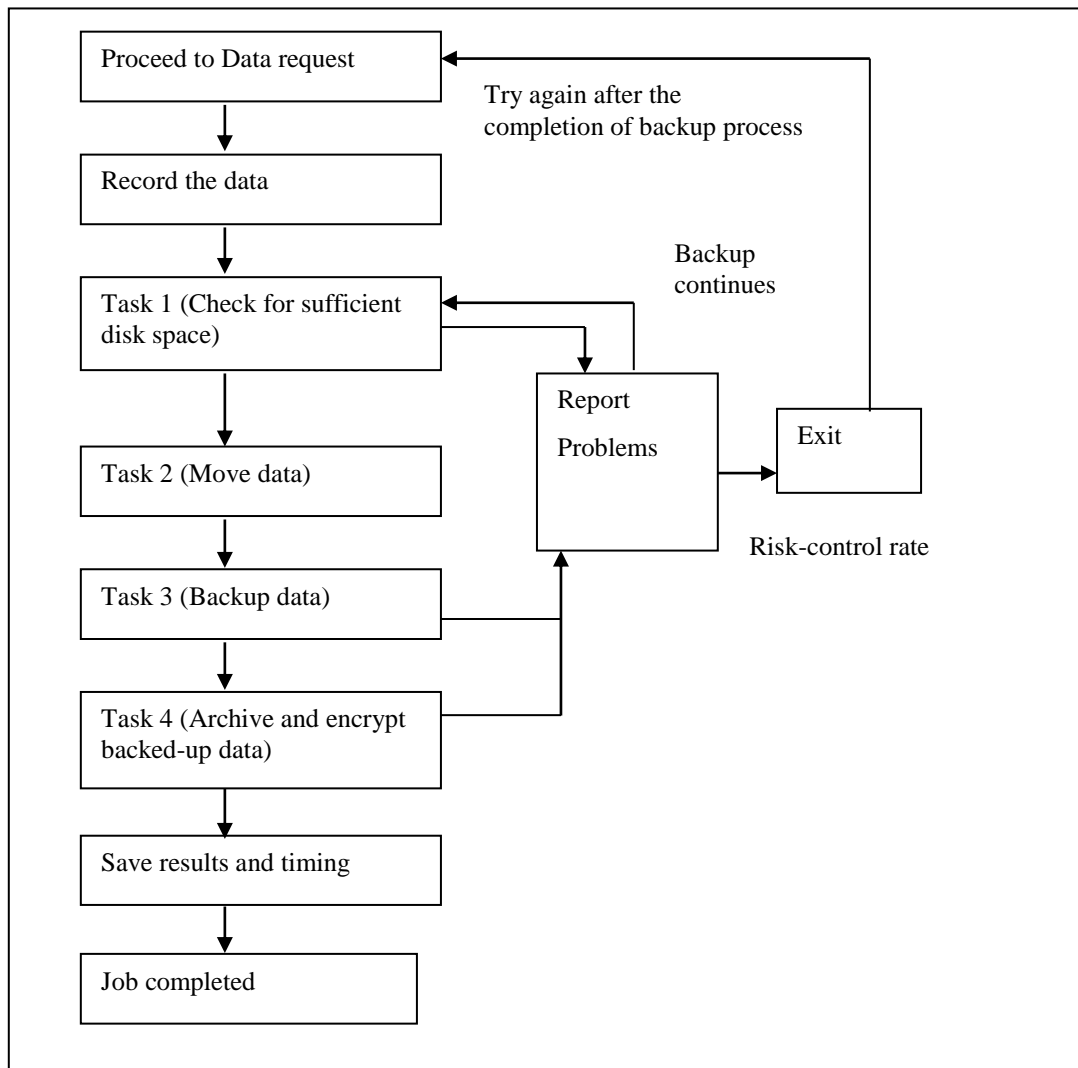 Proceed to Data request
Try again after the
completion of backup process
Record the data
Backup
continues
Task 1 (Check for sufficient
disk space)
Report
Problems
Exit
Task 2 (Move data)
Risk-control rate
Task 3 (Backup data)
Task 4 (Archive and encrypt
backed-up data)
Save results and timing
Job completed